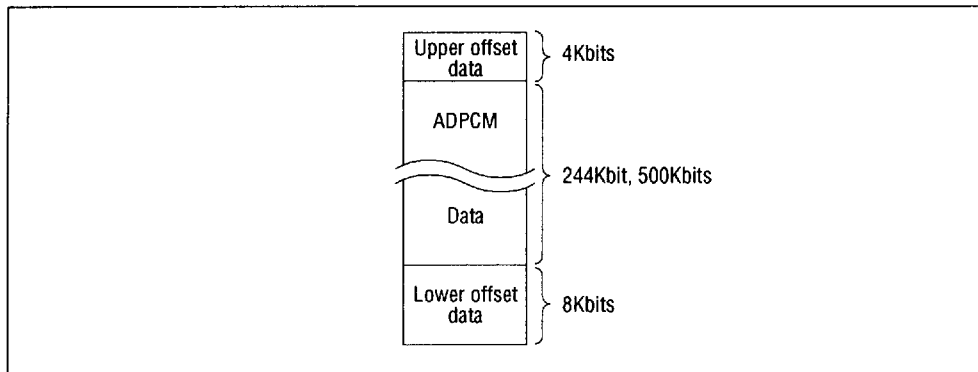 Upper offset
data
4Kbits
ADPCM
244Kbit, 500Kbits
Data
Lower offset
data
8Kbits